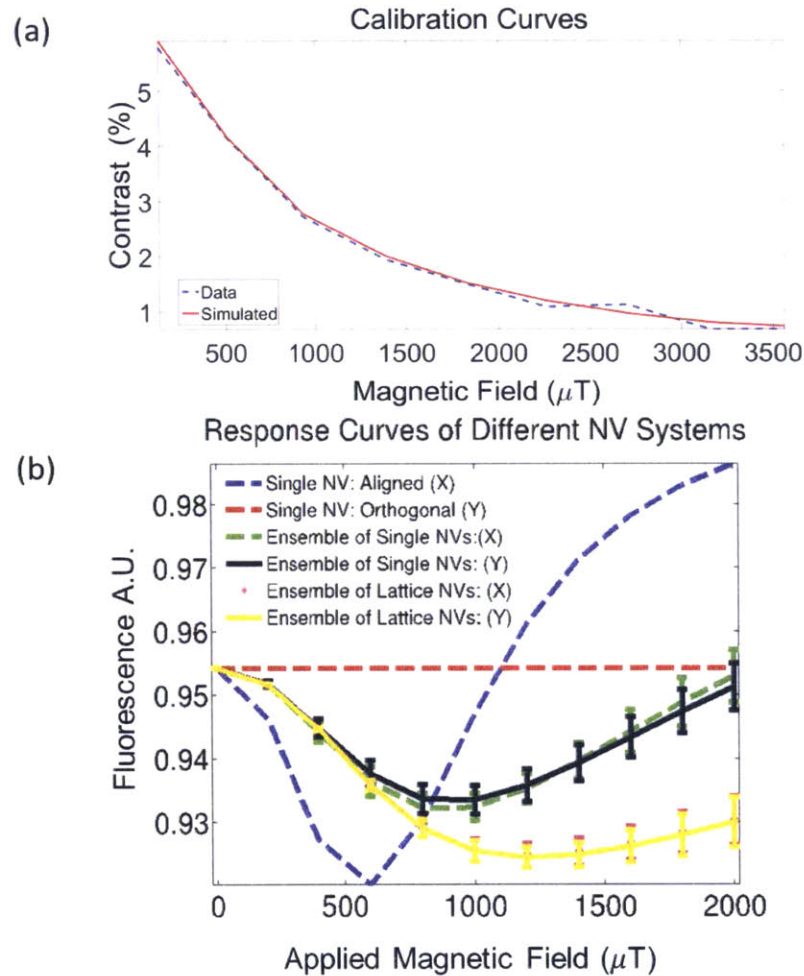 (a)
Calibration Curves
Contrast (%)
5
4
3
2
1
Data
Simulated
500 1000 1500 2000 2500 3000 3500
Magnetic Field (μT)
Response Curves of Different NV Systems
(b)
Fluorescence A.U.
0.98
0.97
0.96
0.95
0.94
0.93
Single NV: Aligned (X)
Single NV: Orthogonal (Y)
Ensemble of Single NVs:(X)
Ensemble of Single NVs: (Y)
Ensemble of Lattice NVs: (X)
Ensemble of Lattice NVs: (Y)
0 500 1000 1500 2000
Applied Magnetic Field (μT)